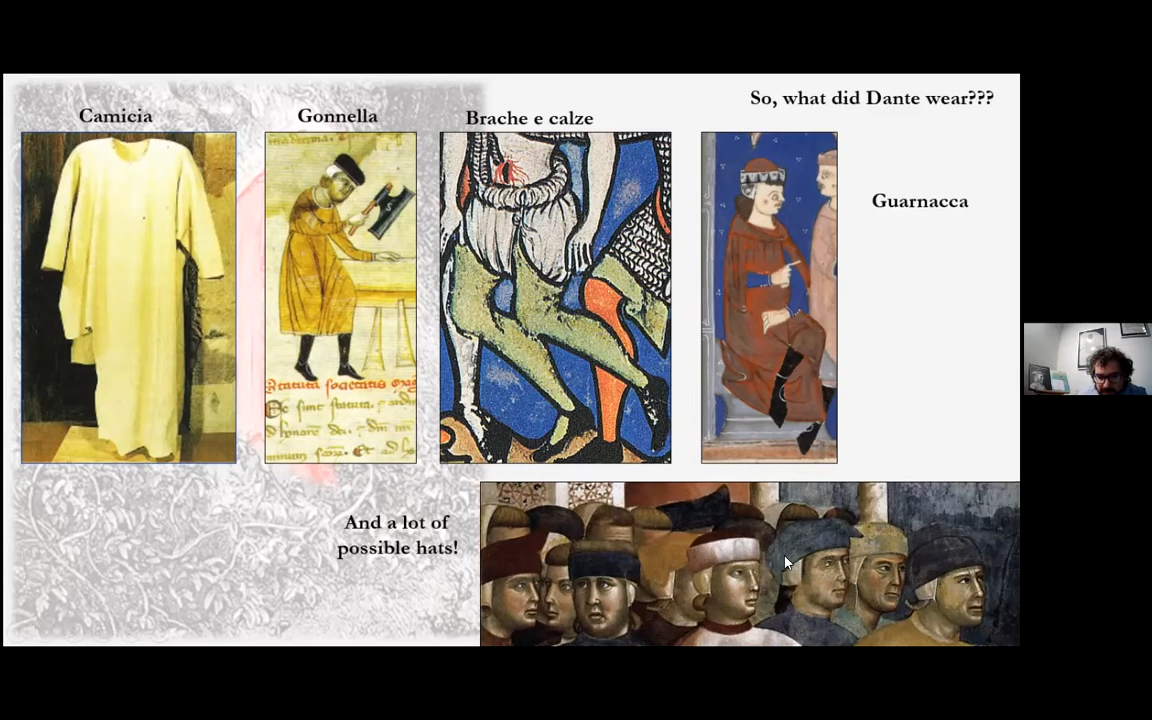 So, what did Dante wear???
Camicia
Gonnella
Brache e calze
Guarnacca
And a lot of
possible hats!